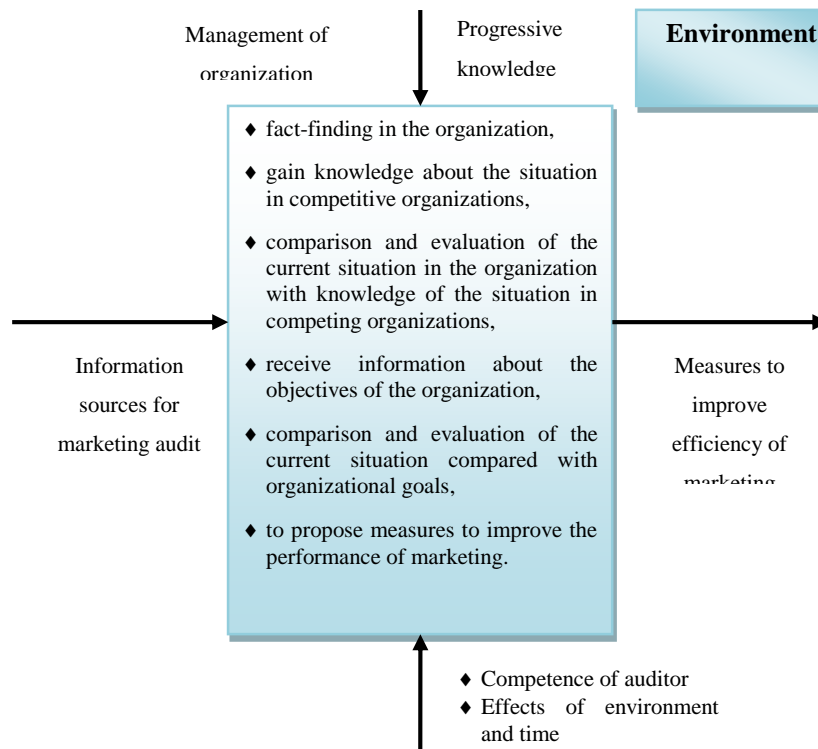 Management of
organization
Progressive
knowledge
Environment
♦ fact-finding in the organization,
♦ gain knowledge about the situation
in competitive organizations,
♦ comparison and evaluation of the
current situation in the organization
with knowledge of the situation in
competing organizations,
♦ receive information about the
objectives of the organization,
♦ comparison and evaluation of the
current situation compared with
organizational goals,
♦ to propose measures to improve the
performance of marketing.
Information
sources for
marketing audit
Measures to
improve
efficiency of
marketing
♦ Competence of auditor
♦ Effects of environment
and time